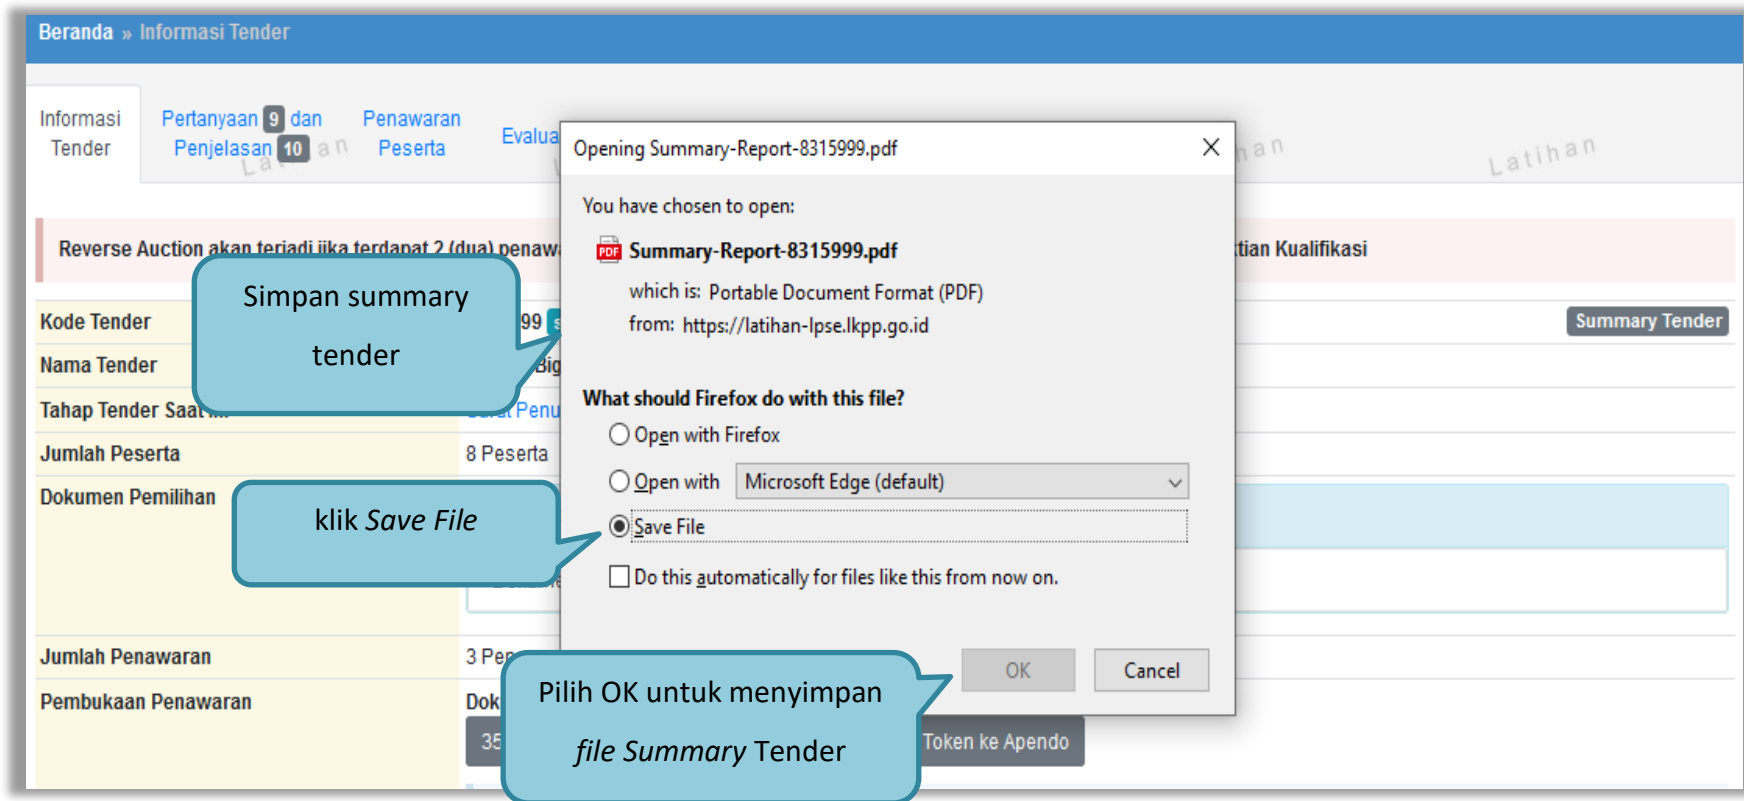 Beranda » Informasi Tender
Informasi Tender
Pertanyaan 9 dan Penjelasan 10
Penawaran Peserta
Latihan
Latihan
Opening Summary-Report-8315999.pdf
You have chosen to open:
PDF Summary-Report-8315999.pdf
which is: Portable Document Format (PDF)
from: https://latihan-lpse.lkpp.go.id
What should Firefox do with this file?
Open with Firefox
Open with Microsoft Edge (default)
Save File
Do this automatically for files like this from now on.
OK Cancel
Reverse Auction akan terjadi jika terdapat 2 (dua)
Kualifikasi
Simpan summary
tender
Kode Tender
99
Summary Tender
Nama Tender
Tahap Tender Saat
Jumlah Peserta 8 Peserta
Dokumen Pemilihan
klik Save File
Jumlah Penawaran 3
Pembukaan Penawaran
35
Token ke Apendo
Pilih OK untuk menyimpan
file Summary Tender